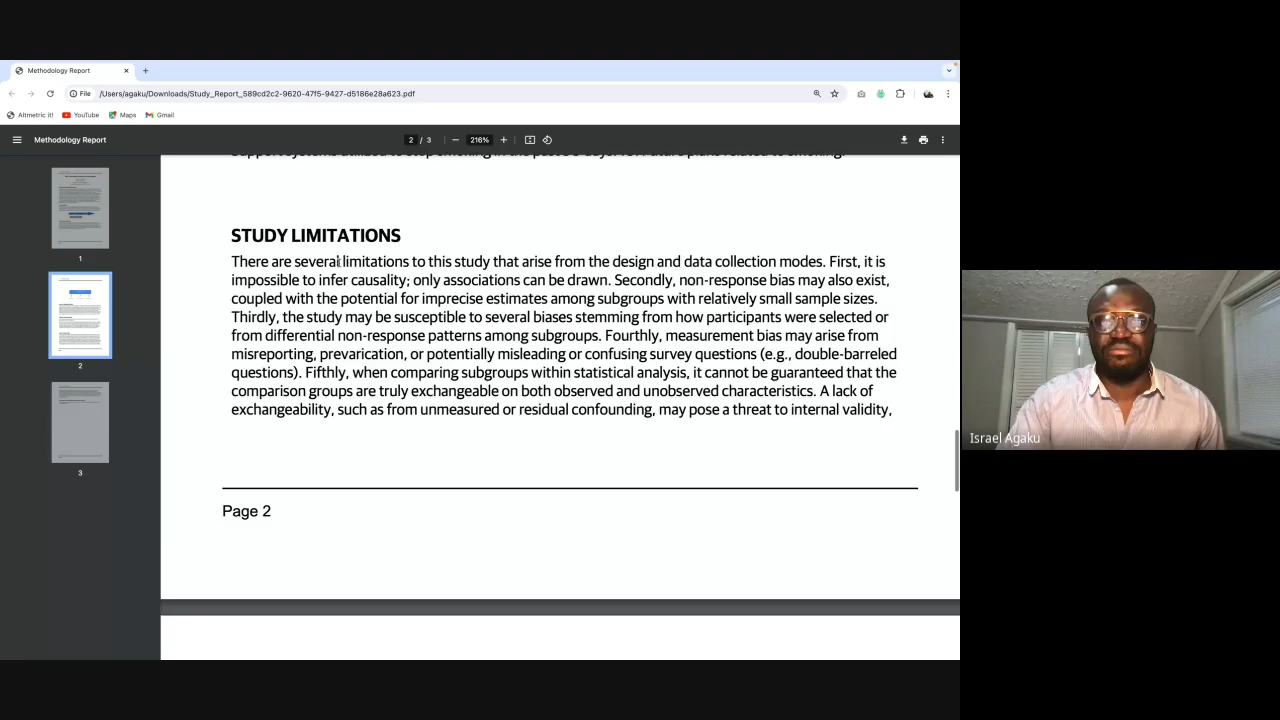 Methodology Report
File /Users/agaku/Downloads/Study_Report_589cd2c2-9620-47f5-9427-d5186e28a623.pdf
Altmetric it! YouTube Maps Gmail
Methodology Report 2 / 3 216%
STUDY LIMITATIONS
There are several limitations to this study that arise from the design and data collection modes. First, it is
impossible to infer causality; only associations can be drawn. Secondly, non-response bias may also exist,
coupled with the potential for imprecise estimates among subgroups with relatively small sample sizes.
Thirdly, the study may be susceptible to several biases stemming from how participants were selected or
from differential non-response patterns among subgroups. Fourthly, measurement bias may arise from
misreporting, prevarication, or potentially misleading or confusing survey questions (e.g., double-barreled
questions). Fifthly, when comparing subgroups within statistical analysis, it cannot be guaranteed that the
comparison groups are truly exchangeable on both observed and unobserved characteristics. A lack of
exchangeability, such as from unmeasured or residual confounding, may pose a threat to internal validity,
Page 2
1
2
3
Israel Agaku